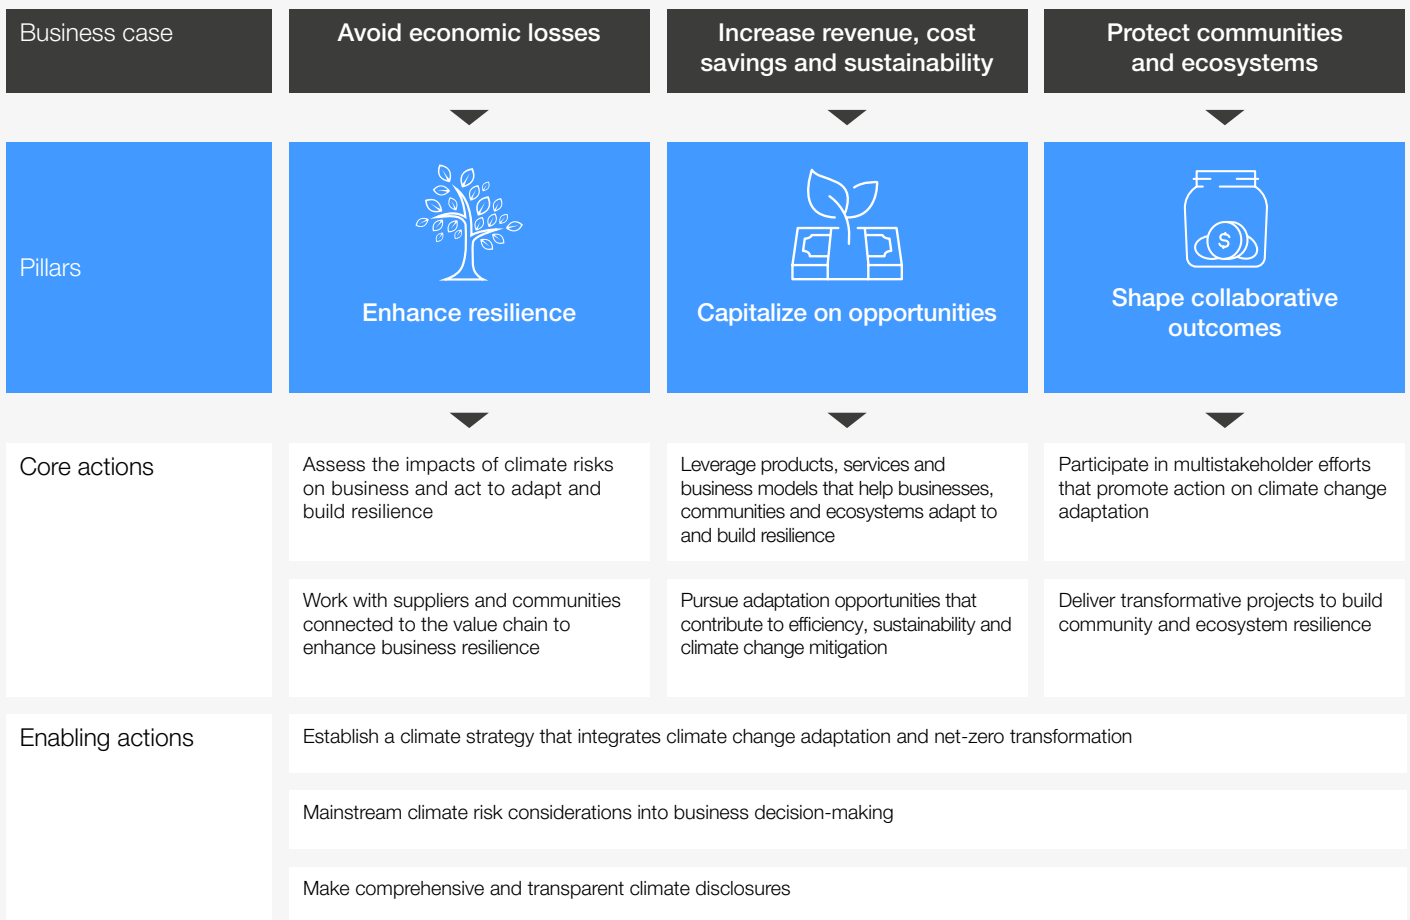 Business case
Avoid economic losses
Increase revenue, cost
savings and sustainability
Protect communities
and ecosystems
Pillars
Enhance resilience
Capitalize on opportunities
$
Shape collaborative
outcomes
Core actions
Assess the impacts of climate risks
on business and act to adapt and
build resilience
Leverage products, services and
business models that help businesses,
communities and ecosystems adapt to
and build resilience
Participate in multistakeholder efforts
that promote action on climate change
adaptation
Work with suppliers and communities
connected to the value chain to
enhance business resilience
Pursue adaptation opportunities that
contribute to efficiency, sustainability and
climate change mitigation
Deliver transformative projects to build
community and ecosystem resilience
Enabling actions
Establish a climate strategy that integrates climate change adaptation and net-zero transformation
Mainstream climate risk considerations into business decision-making
Make comprehensive and transparent climate disclosures